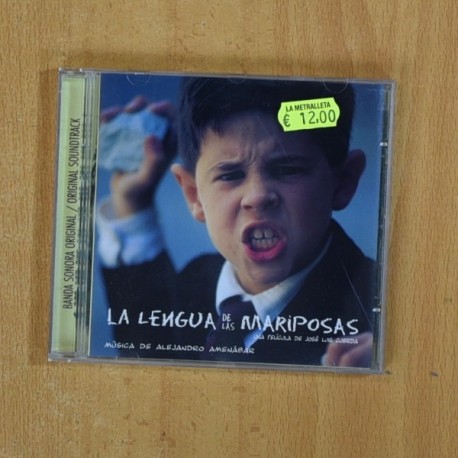 LA METRALLETA
€ 12,00
BANDA SONORA ORIGINAL / ORIGINAL SOUNDTRACK
LA LENGUA DE LAS MARIPOSAS
UNA PELÍCULA DE JOSÉ LUIS CUERDA
MÚSICA DE ALEJANDRO AMENÁBAR